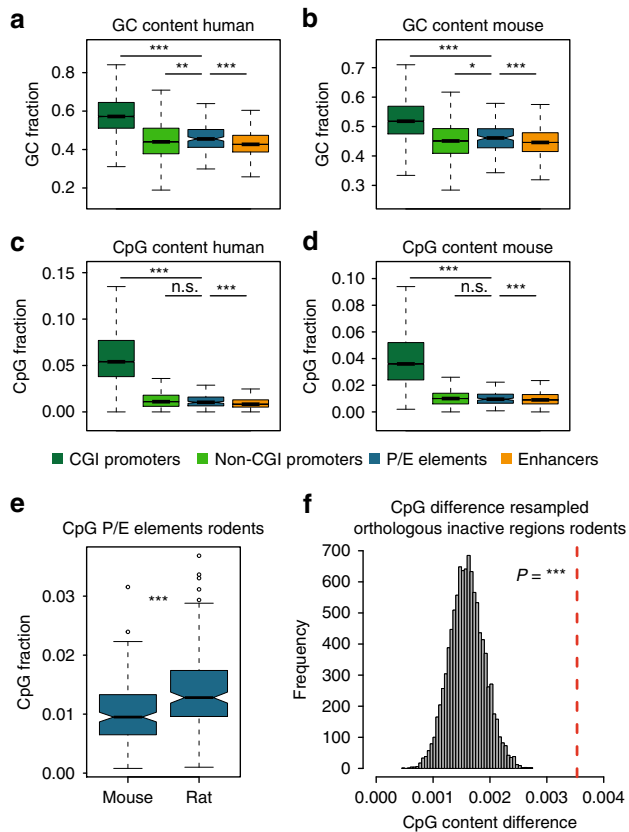 a
GC content human
***
** ***
GC fraction
0.8
0.6
0.4
0.2
b
GC content mouse
***
* ***
GC fraction
0.7
0.6
0.5
0.4
0.3
c
CpG content human
***
n.s. ***
CpG fraction
0.15
0.10
0.05
0.00
d
CpG content mouse
***
n.s. ***
CpG fraction
0.10
0.08
0.06
0.04
0.02
0.00
CGI promoters Non-CGI promoters P/E elements Enhancers
e
CpG P/E elements rodents
***
CpG fraction
0.03
0.02
0.01
0.00
Mouse Rat
f
CpG difference resampled
orthologous inactive regions rodents
P = ***
Frequency
700
600
500
400
300
200
100
0
0.000 0.001 0.002 0.003 0.004
CpG content difference